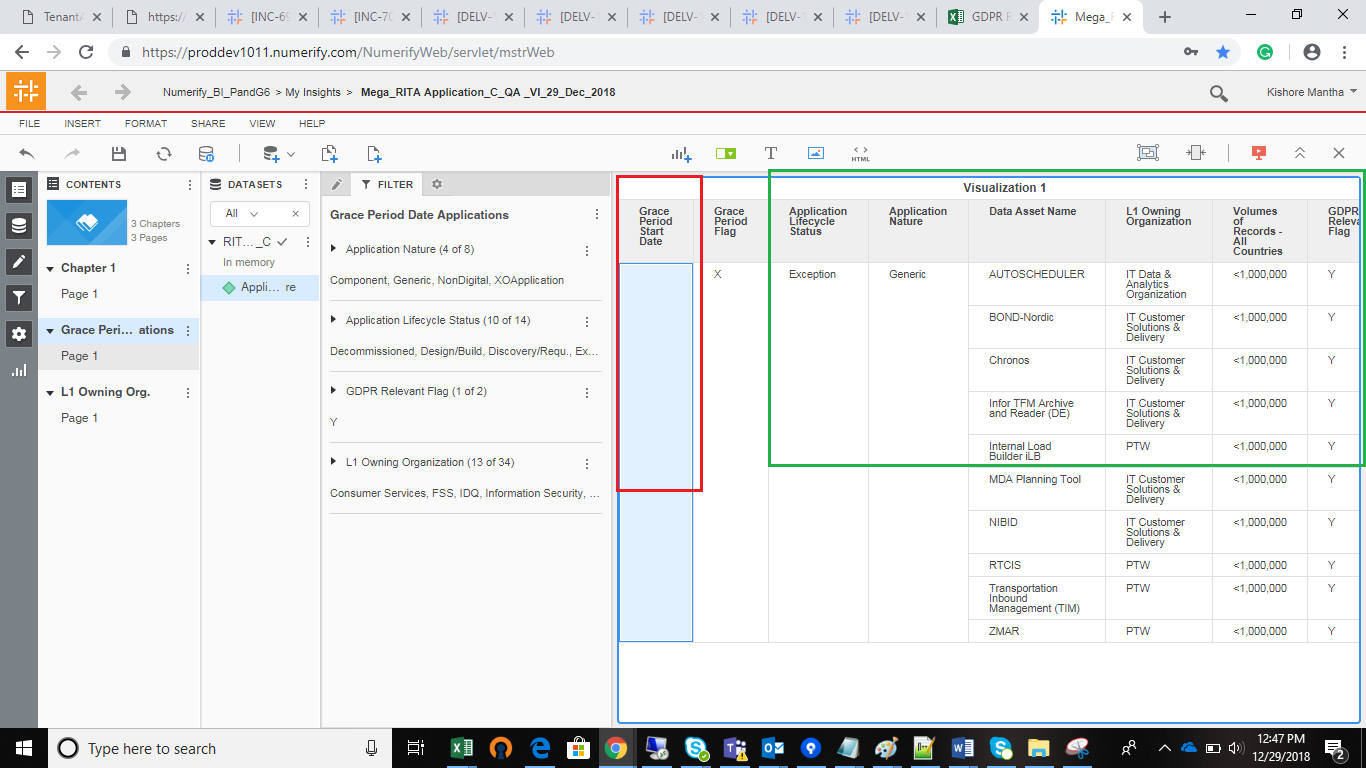 TenantA
https://
[INC-69
[INC-70
[DELV-1
[DELV-1
[DELV-1
[DELV-1
[DELV-1
GDPR F
Mega_R
https://proddev1011.numerify.com/NumerifyWeb/servlet/mstrWeb
Numerify_BI_PandG6 > My Insights > Mega_RITA Application_C_QA _VI_29_Dec_2018
Kishore Mantha
FILE INSERT FORMAT SHARE VIEW HELP
HTML
CONTENTS
3 Chapters
3 Pages
Chapter 1
Page 1
Grace Peri... ations
Page 1
L1 Owning Org.
Page 1
DATASETS
All
RIT... _C
In memory
Appli... re
FILTER
Grace Period Date Applications
Application Nature (4 of 8)
Component, Generic, NonDigital, XOApplication
Application Lifecycle Status (10 of 14)
Decommissioned, Design/Build, Discovery/Requ., Ex...
GDPR Relevant Flag (1 of 2)
Y
L1 Owning Organization (13 of 34)
Consumer Services, FSS, IDQ, Information Security, ...
Visualization 1
Grace
Period
Start
Date
Grace
Period
Flag
Application
Lifecycle
Status
Application
Nature
Data Asset Name
L1 Owning
Organization
Volumes
of
Records -
All
Countries
GDPR
Releva
Flag
X
Exception
Generic
AUTOSCHEDULER
IT Data &
Analytics
Organization
<1,000,000
Y
BOND-Nordic
IT Customer
Solutions &
Delivery
<1,000,000
Y
Chronos
IT Customer
Solutions &
Delivery
<1,000,000
Y
Infor TFM Archive
and Reader (DE)
IT Customer
Solutions &
Delivery
<1,000,000
Y
Internal Load
Builder iLB
PTW
<1,000,000
Y
MDA Planning Tool
IT Customer
Solutions &
Delivery
<1,000,000
Y
NIBID
IT Customer
Solutions &
Delivery
<1,000,000
Y
RTCIS
PTW
<1,000,000
Y
Transportation
Inbound
Management (TIM)
PTW
<1,000,000
Y
ZMAR
PTW
<1,000,000
Y
Type here to search
12:47 PM
12/29/2018
2